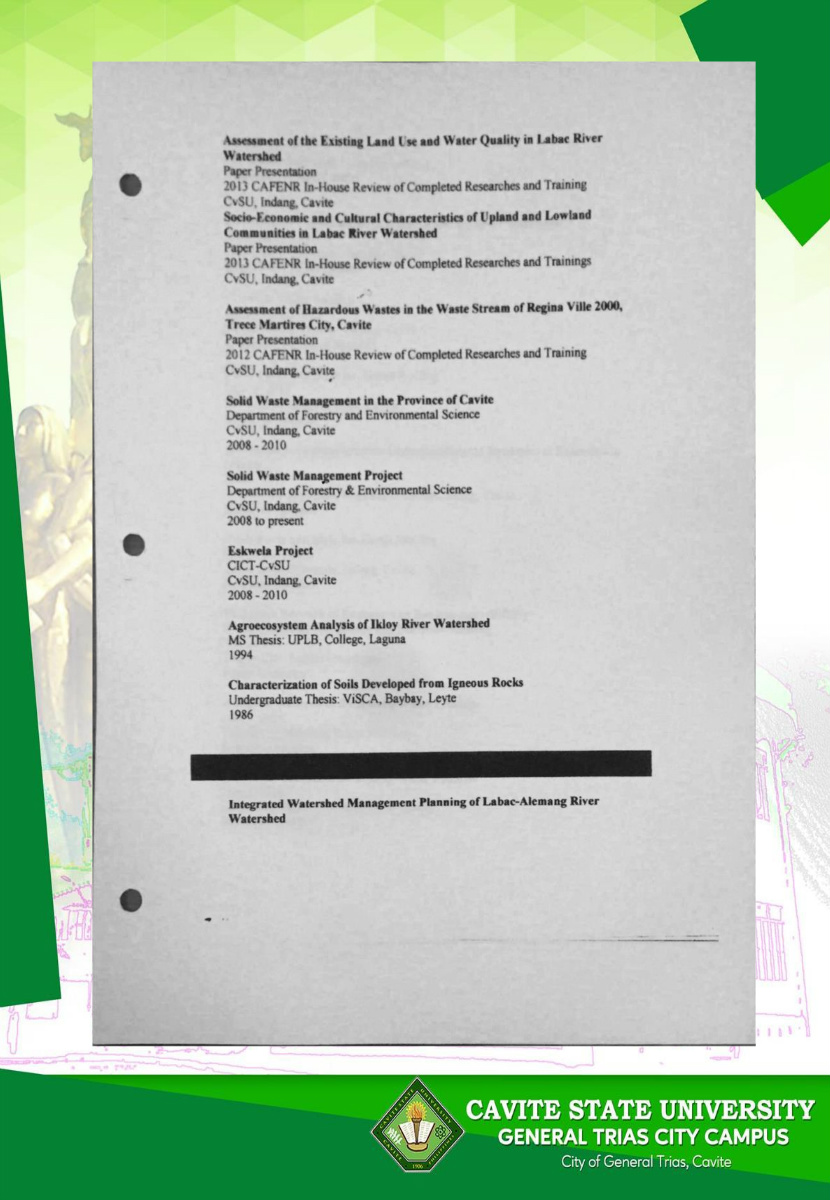 Assessment of the Existing Land Use and Water Quality in Labac River
Watershed
Paper Presentation
2013 CAFENR In-House Review of Completed Researches and Training
CvSU, Indang, Cavite
Socio-Economic and Cultural Characteristics of Upland and Lowland
Communities in Labac River Watershed
Paper Presentation
2013 CAFENR In-House Review of Completed Researches and Trainings
CvSU, Indang, Cavite
Assessment of Hazardous Wastes in the Waste Stream of Regina Ville 2000,
Trece Martires City, Cavite
Paper Presentation
2012 CAFENR In-House Review of Completed Researches and Training
CvSU, Indang, Cavite
Solid Waste Management in the Province of Cavite
Department of Forestry and Environmental Science
CvSU, Indang, Cavite
2008 - 2010
Solid Waste Management Project
Department of Forestry & Environmental Science
CvSU, Indang, Cavite
2008 to present
Eskwela Project
CICT-CvSU
CvSU, Indang, Cavite
2008 - 2010
Agroecosystem Analysis of Ikloy River Watershed
MS Thesis: UPLB, College, Laguna
1994
Characterization of Soils Developed from Igneous Rocks
Undergraduate Thesis: ViSCA, Baybay, Leyte
1986
Integrated Watershed Management Planning of Labac-Alemang River
Watershed
CAVITE STATE UNIVERSITY
GENERAL TRIAS CITY CAMPUS
City of General Trias, Cavite
CAVITE STATE UNIVERSITY
CAVITE PHILIPPINES
1906